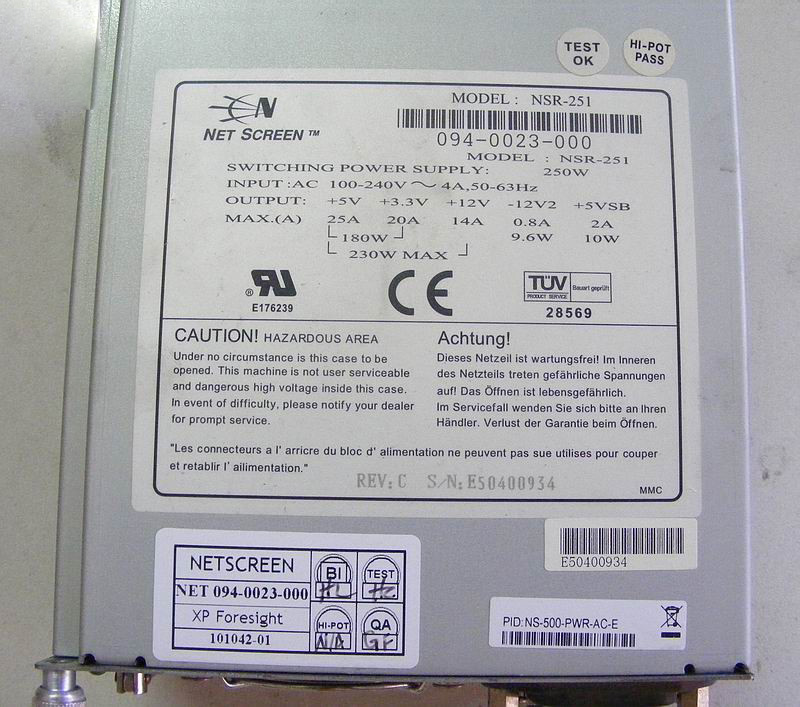 TEST
OK
HI-POT
PASS
N
NET SCREEN ™
MODEL : NSR-251
094-0023-000
MODEL : NSR-251
SWITCHING POWER SUPPLY: 250W
INPUT :AC 100-240V ~ 4A,50-63Hz
OUTPUT: +5V +3.3V +12V -12V2 +5VSB
MAX.(A) 25A 20A 14A 0.8A 2A
180W 9.6W 10W
230W MAX
® RU
E176239
CE
TÜV
PRODUCT SERVICE
Bauart geprüft
28569
CAUTION! HAZARDOUS AREA
Under no circumstance is this case to be
opened. This machine is not user serviceable
and dangerous high voltage inside this case.
In event of difficulty, please notify your dealer
for prompt service.
Achtung!
Dieses Netzeil ist wartungsfrei! Im Inneren
des Netzteils treten gefährliche Spannungen
auf! Das Öffnen ist lebensgefährlich.
Im Servicefall wenden Sie sich bitte an Ihren
Händler. Verlust der Garantie beim Öffnen.
"Les connecteurs a l' arricre du bloc d' alimentation ne peuvent pas sue utilises pour couper
et retablir l' ailimentation."
REV: C S/N: E50400934
MMC
E50400934
NETSCREEN
NET 094-0023-000
XP Foresight
101042-01
BI
TEST
HI-POT
N/A
QA
GF
PID:NS-500-PWR-AC-E